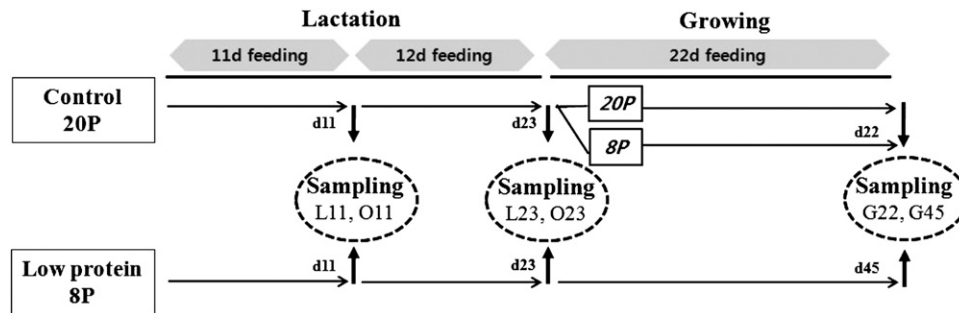 Lactation
Growing
11d feeding
12d feeding
22d feeding
Control
20P
d11
d23
20P
8P
d22
Sampling
L11, O11
Sampling
L23, O23
Sampling
G22, G45
Low protein
8P
d11
d23
d45